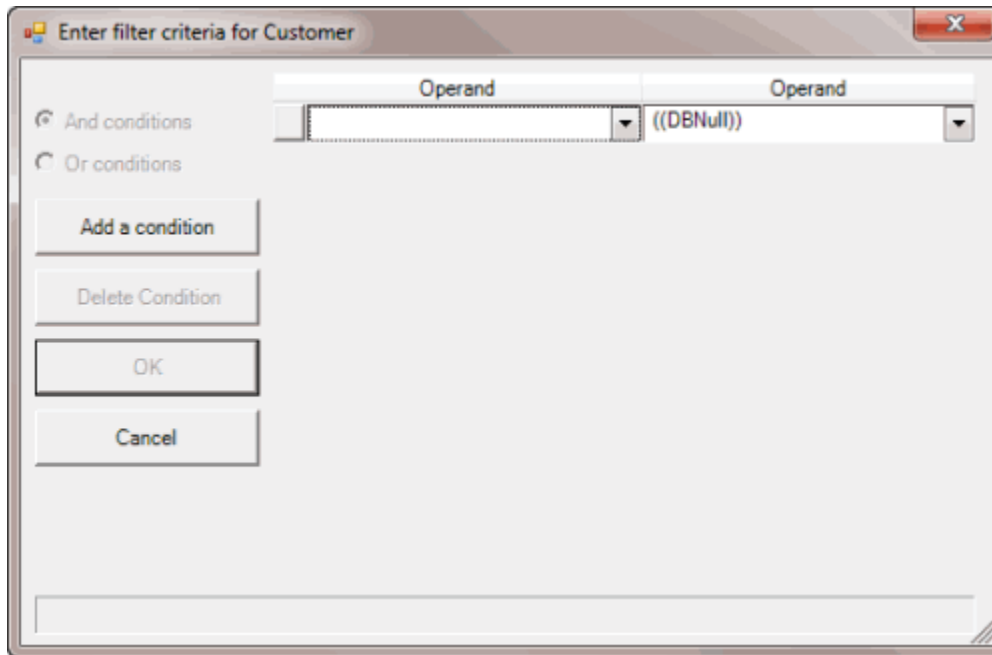 Enter filter criteria for Customer
Operand Operand
And conditions
((DBNull))
Or conditions
Add a condition
Delete Condition
OK
Cancel